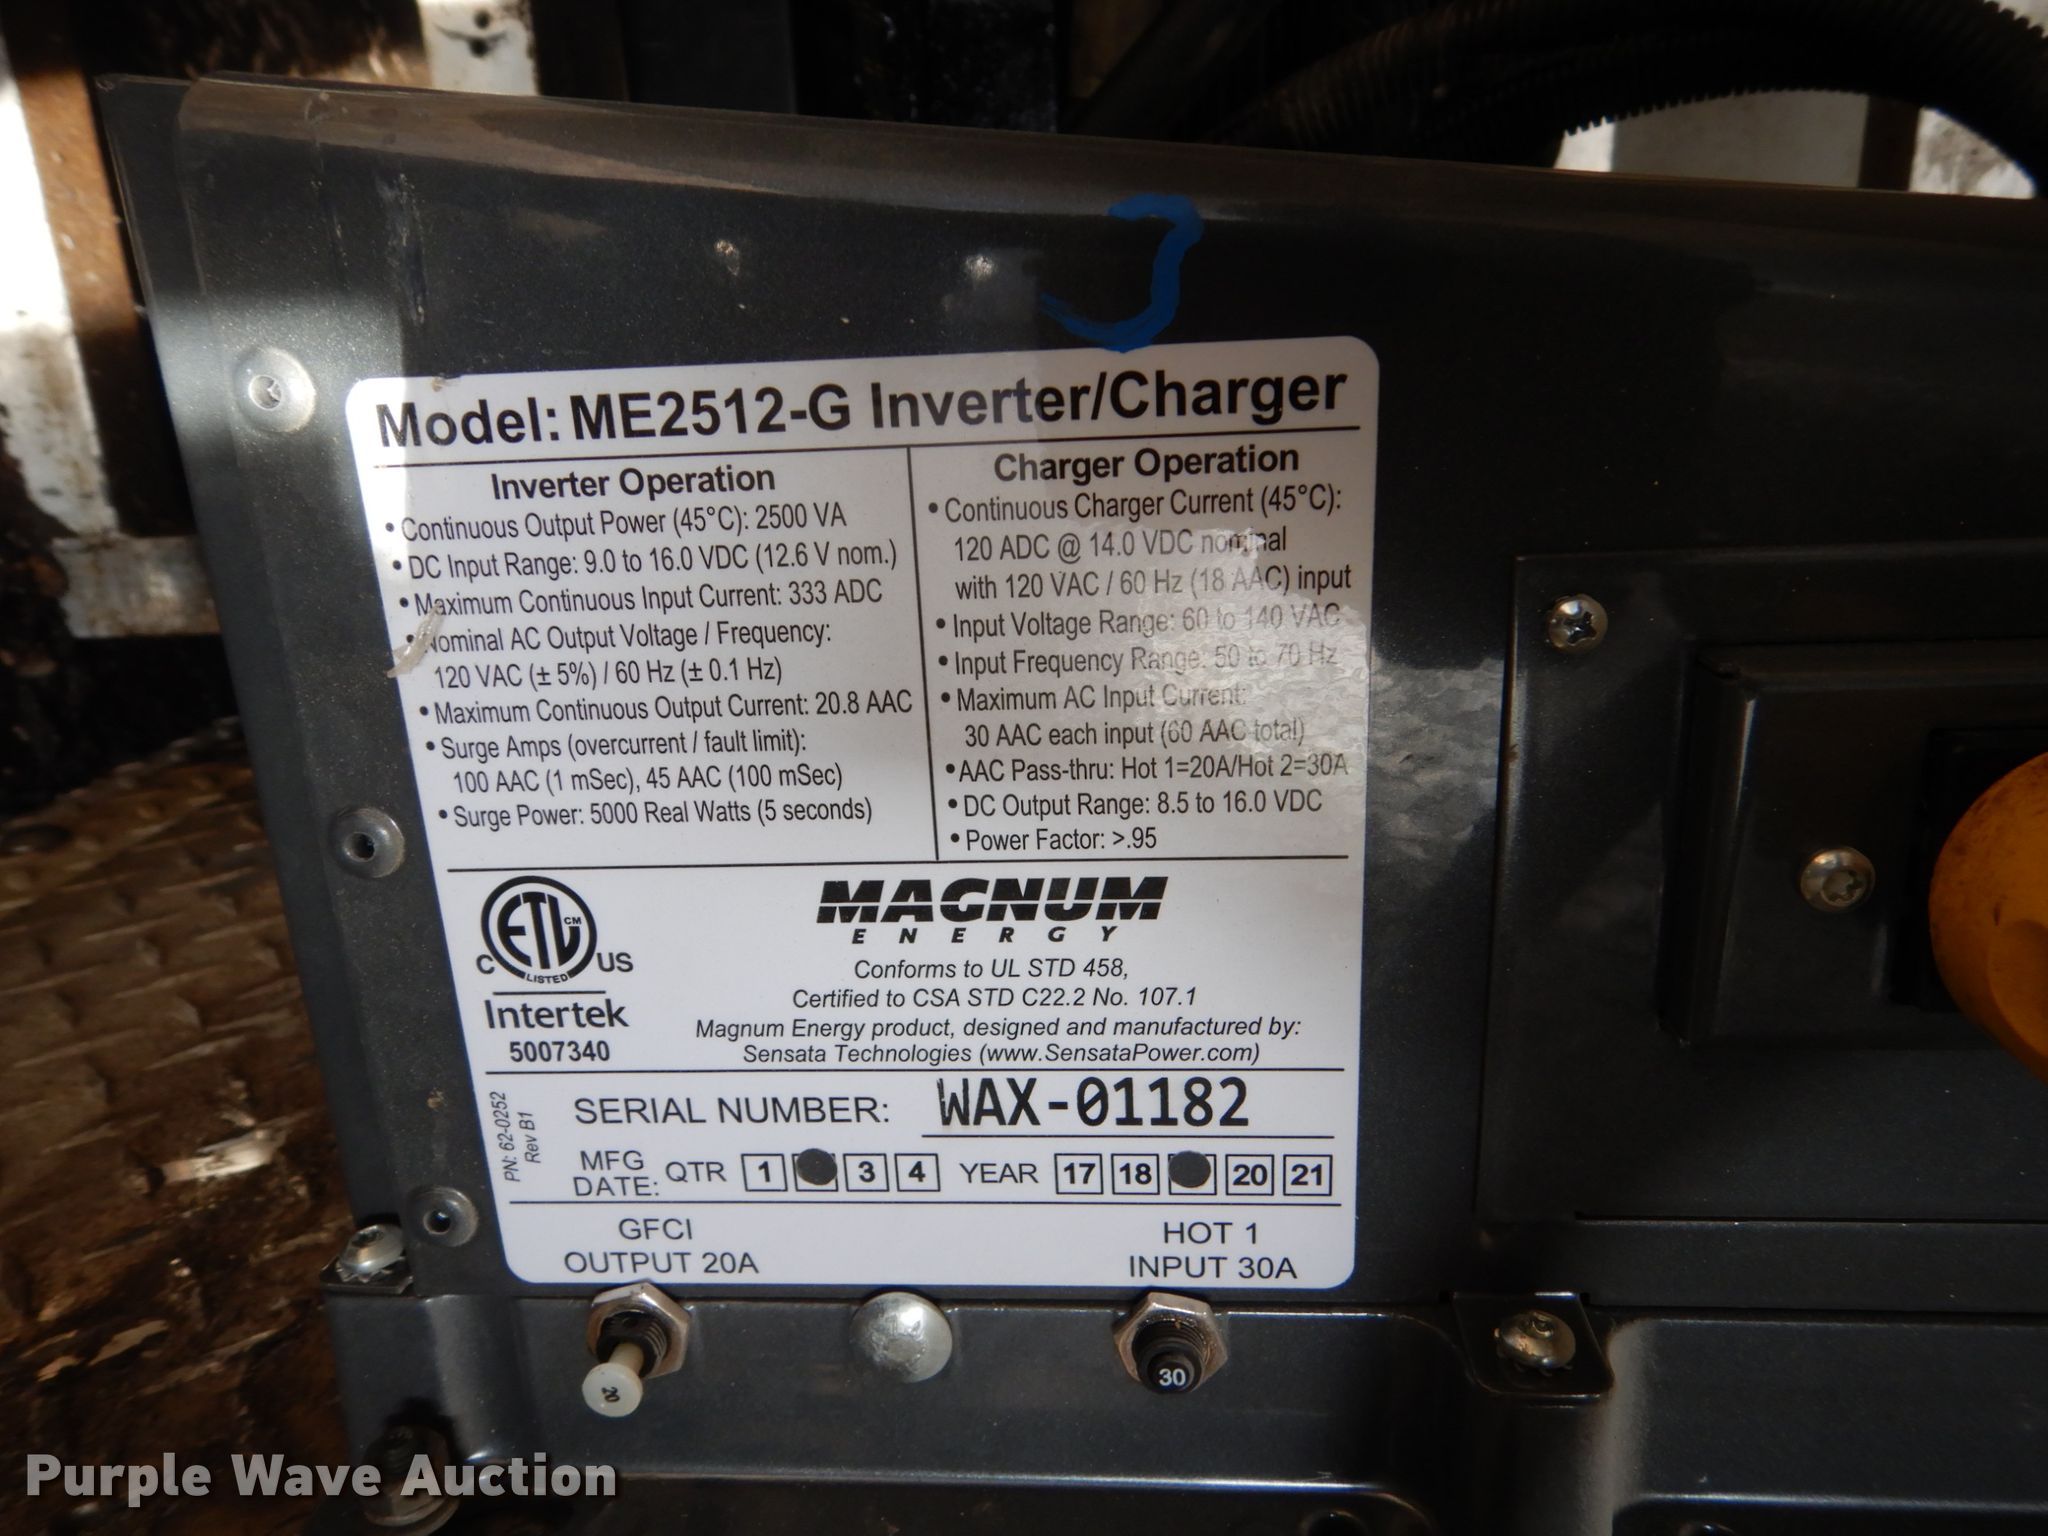 Model: ME2512-G Inverter/Charger
Inverter Operation
• Continuous Output Power (45°C): 2500 VA
• DC Input Range: 9.0 to 16.0 VDC (12.6 V nom.)
• Maximum Continuous Input Current: 333 ADC
• Nominal AC Output Voltage / Frequency:
120 VAC (± 5%) / 60 Hz (± 0.1 Hz)
• Maximum Continuous Output Current: 20.8 AAC
• Surge Amps (overcurrent / fault limit):
100 AAC (1 mSec), 45 AAC (100 mSec)
• Surge Power: 5000 Real Watts (5 seconds)
Charger Operation
• Continuous Charger Current (45°C):
120 ADC @ 14.0 VDC nominal
with 120 VAC / 60 Hz (18 AAC) input
• Input Voltage Range: 60 to 140 VAC
• Input Frequency Range: 50 to 70 Hz
• Maximum AC Input Current:
30 AAC each input (60 AAC total)
• AAC Pass-thru: Hot 1=20A/Hot 2=30A
• DC Output Range: 8.5 to 16.0 VDC
• Power Factor: >.95
ETL CM
LISTED
C US
Intertek
5007340
MAGNUM
ENERGY
Conforms to UL STD 458,
Certified to CSA STD C22.2 No. 107.1
Magnum Energy product, designed and manufactured by:
Sensata Technologies (www.SensataPower.com)
PN: 62-0252
Rev B1
SERIAL NUMBER: WAX-01182
MFG DATE: QTR 1 3 4 YEAR 17 18 20 21
GFCI
OUTPUT 20A
HOT 1
INPUT 30A
20
30
Purple Wave Auction